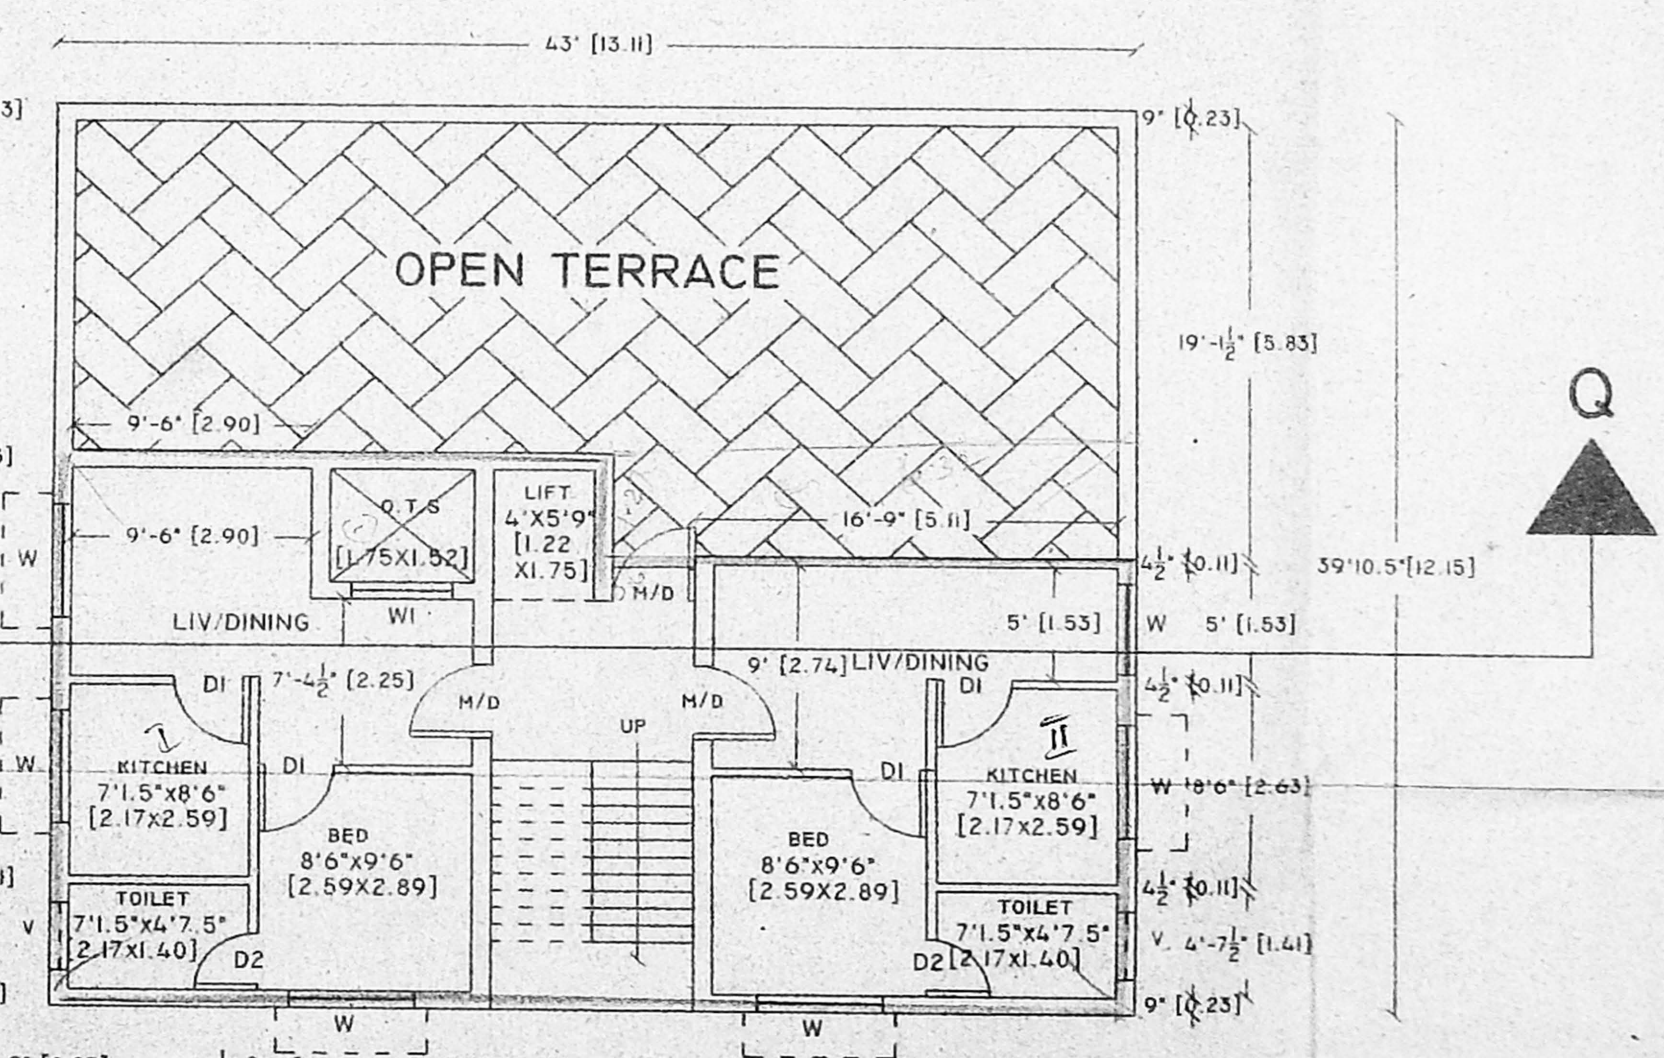 43' [13.11]
3]
9" [0.23]
OPEN TERRACE
19'-1½" [5.83]
Q
9'-6" [2.90]
LIFT
4'X5'9"
[1.22
X1.75]
O.T.S
[1.75X1.52]
9'-6" [2.90]
16'-9" [5.11]
4½" [0.11]
39'10.5"[12.15]
W
M/D
LIV/DINING
W1
5' [1.53]
W
5' [1.53]
9' [2.74]
LIV/DINING
D1
7'-4½" [2.25]
M/D
M/D
D1
4½" [0.11]
UP
I
II
W
KITCHEN
7'1.5"x8'6"
[2.17x2.59]
D1
D1
KITCHEN
7'1.5"x8'6"
[2.17x2.59]
W
8'6" [2.63]
BED
8'6"x9'6"
[2.59X2.89]
BED
8'6"x9'6"
[2.59X2.89]
4½" [0.11]
TOILET
7'1.5"x4'7.5"
[2.17x1.40]
V
D2
TOILET
7'1.5"x4'7.5"
[2.17x1.40]
D2
V
4'-7½" [1.41]
9" [0.23]
W
W